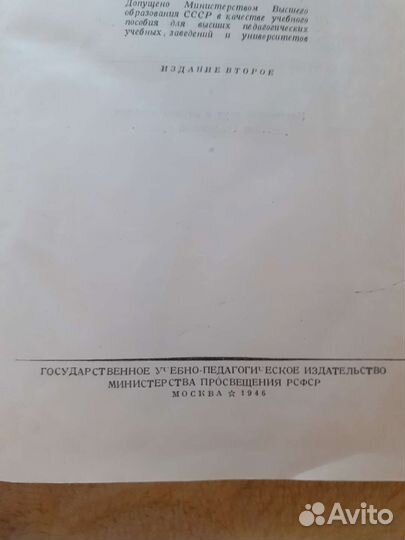 Допущено Министерством Высшего
образования СССР в качестве учебного
пособия для высших педагогических
учебных заведений и университетов
ИЗДАНИЕ ВТОРОЕ
ГОСУДАРСТВЕННОЕ УЧЕБНО-ПЕДАГОГИЧЕСКОЕ ИЗДАТЕЛЬСТВО
МИНИСТЕРСТВА ПРОСВЕЩЕНИЯ РСФСР
МОСКВА ☆ 1946
Avito